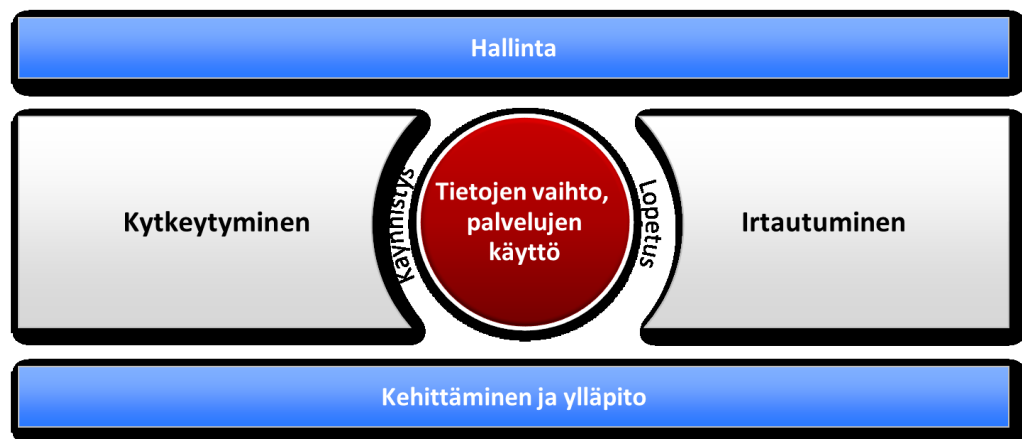 Hallinta
Kytkeytyminen
Käynnistys
Tietojen vaihto,
palvelujen
käyttö
Lopetus
Irtautuminen
Kehittäminen ja ylläpito